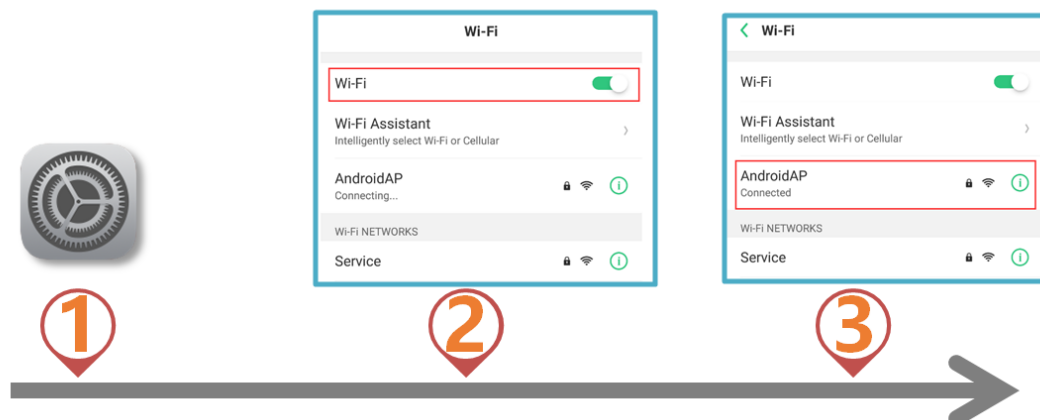 Wi-Fi
Wi-Fi
Wi-Fi Assistant
Intelligently select Wi-Fi or Cellular
AndroidAP
Connecting...
Wi-Fi NETWORKS
Service
Wi-Fi
Wi-Fi
Wi-Fi Assistant
Intelligently select Wi-Fi or Cellular
AndroidAP
Connected
Wi-Fi NETWORKS
Service
1
2
3